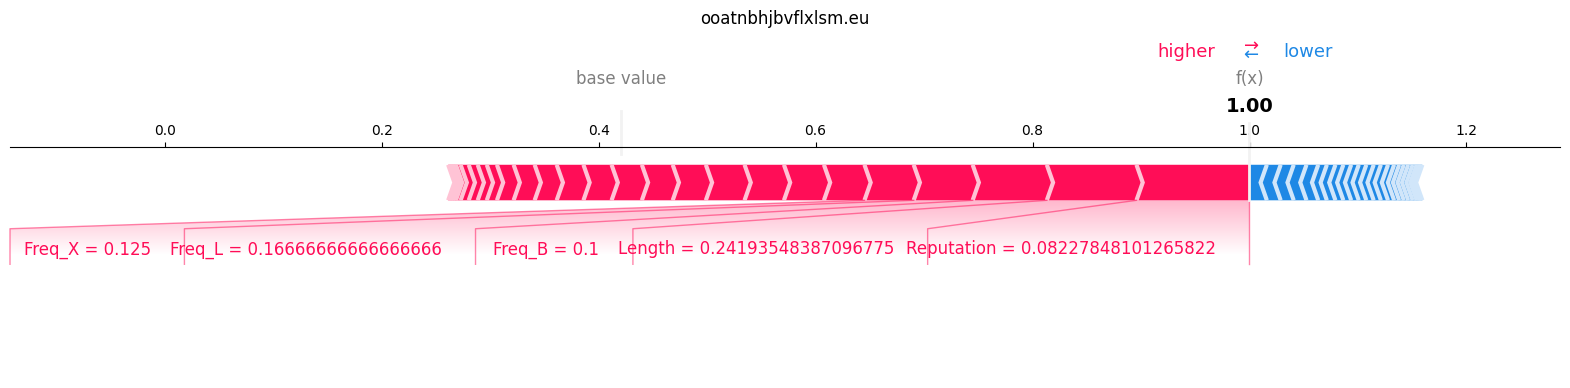 ooatnbhjbvflxlsm.eu
higher ⇄ lower
base value f(x)
1.00
0.0 0.2 0.4 0.6 0.8 1.0 1.2
Freq_X = 0.125 Freq_L = 0.16666666666666666 Freq_B = 0.1 Length = 0.24193548387096775 Reputation = 0.08227848101265822